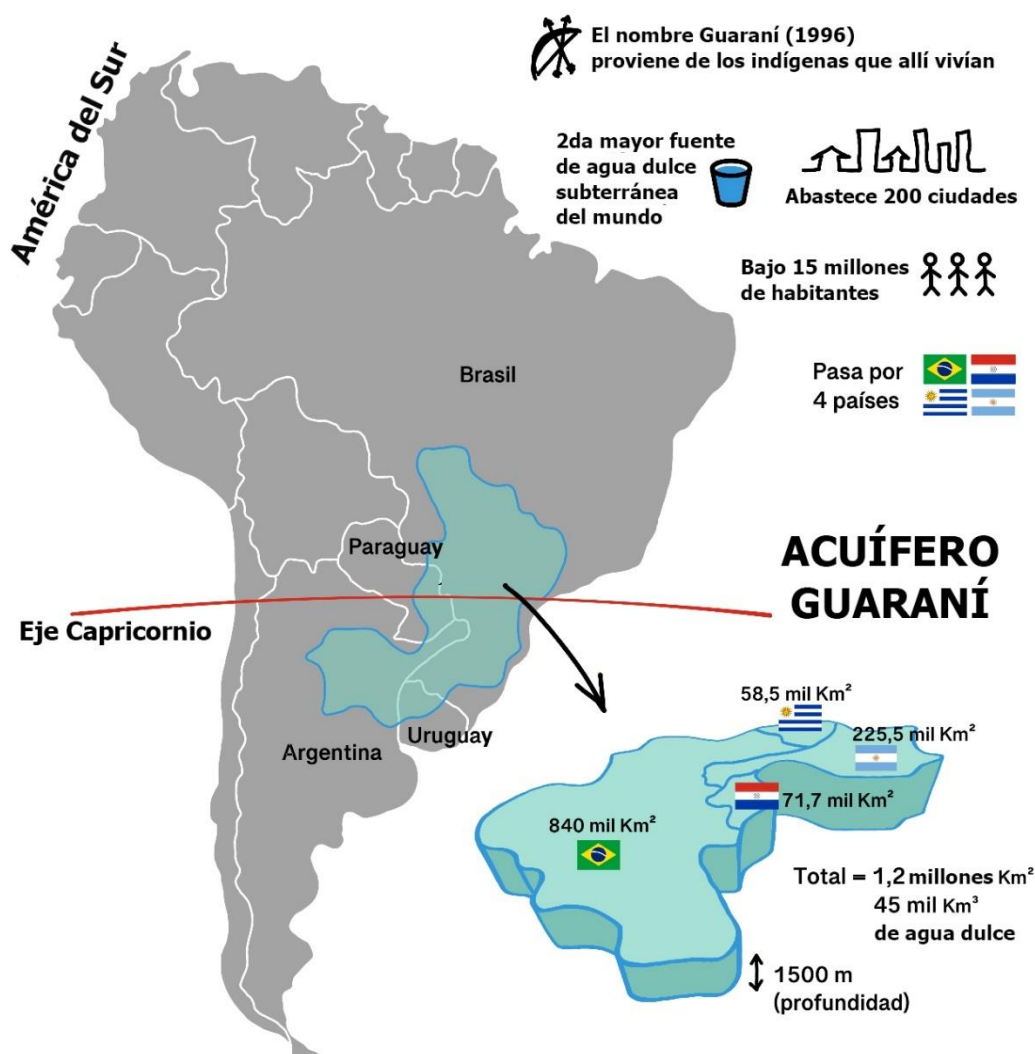 América del Sur
El nombre Guaraní (1996)
proviene de los indígenas que allí vivían
2da mayor fuente
de agua dulce
subterránea
del mundo
Abastece 200 ciudades
Bajo 15 millones
de habitantes
Pasa por
4 países
Brasil
Paraguay
ACUÍFERO
GUARANÍ
Eje Capricornio
Uruguay
Argentina
58,5 mil Km²
225,5 mil Km²
71,7 mil Km²
840 mil Km²
Total = 1,2 millones Km²
45 mil Km³
de agua dulce
1500 m
(profundidad)